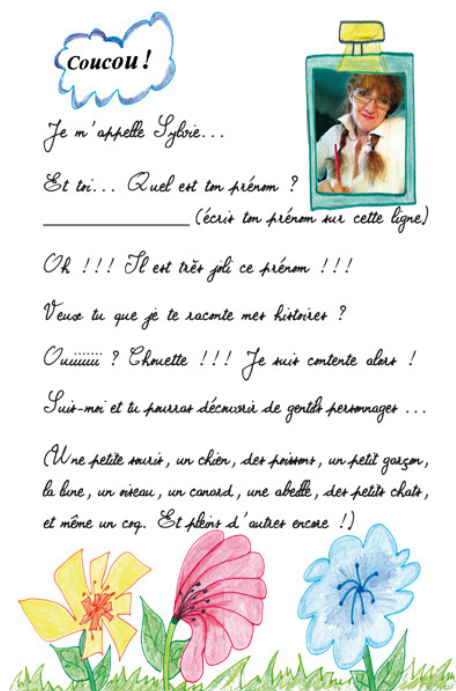 Coucou !
Je m'appelle Sylvie...
Et toi... Quel est ton prénom ?
________________ (écris ton prénom sur cette ligne)
Oh !!! Il est très joli ce prénom !!!
Veux tu que je te raconte mes histoires ?
Ouiiiiiii ? Chouette !!! Je suis contente alors !
Suis-moi et tu pourras découvrir de gentils personnages ...
(Une petite souris, un chien, des poissons, un petit garçon,
la lune, un oiseau, un canard, une abeille, des petits chats,
et même un coq. Et pleins d'autres encore !)